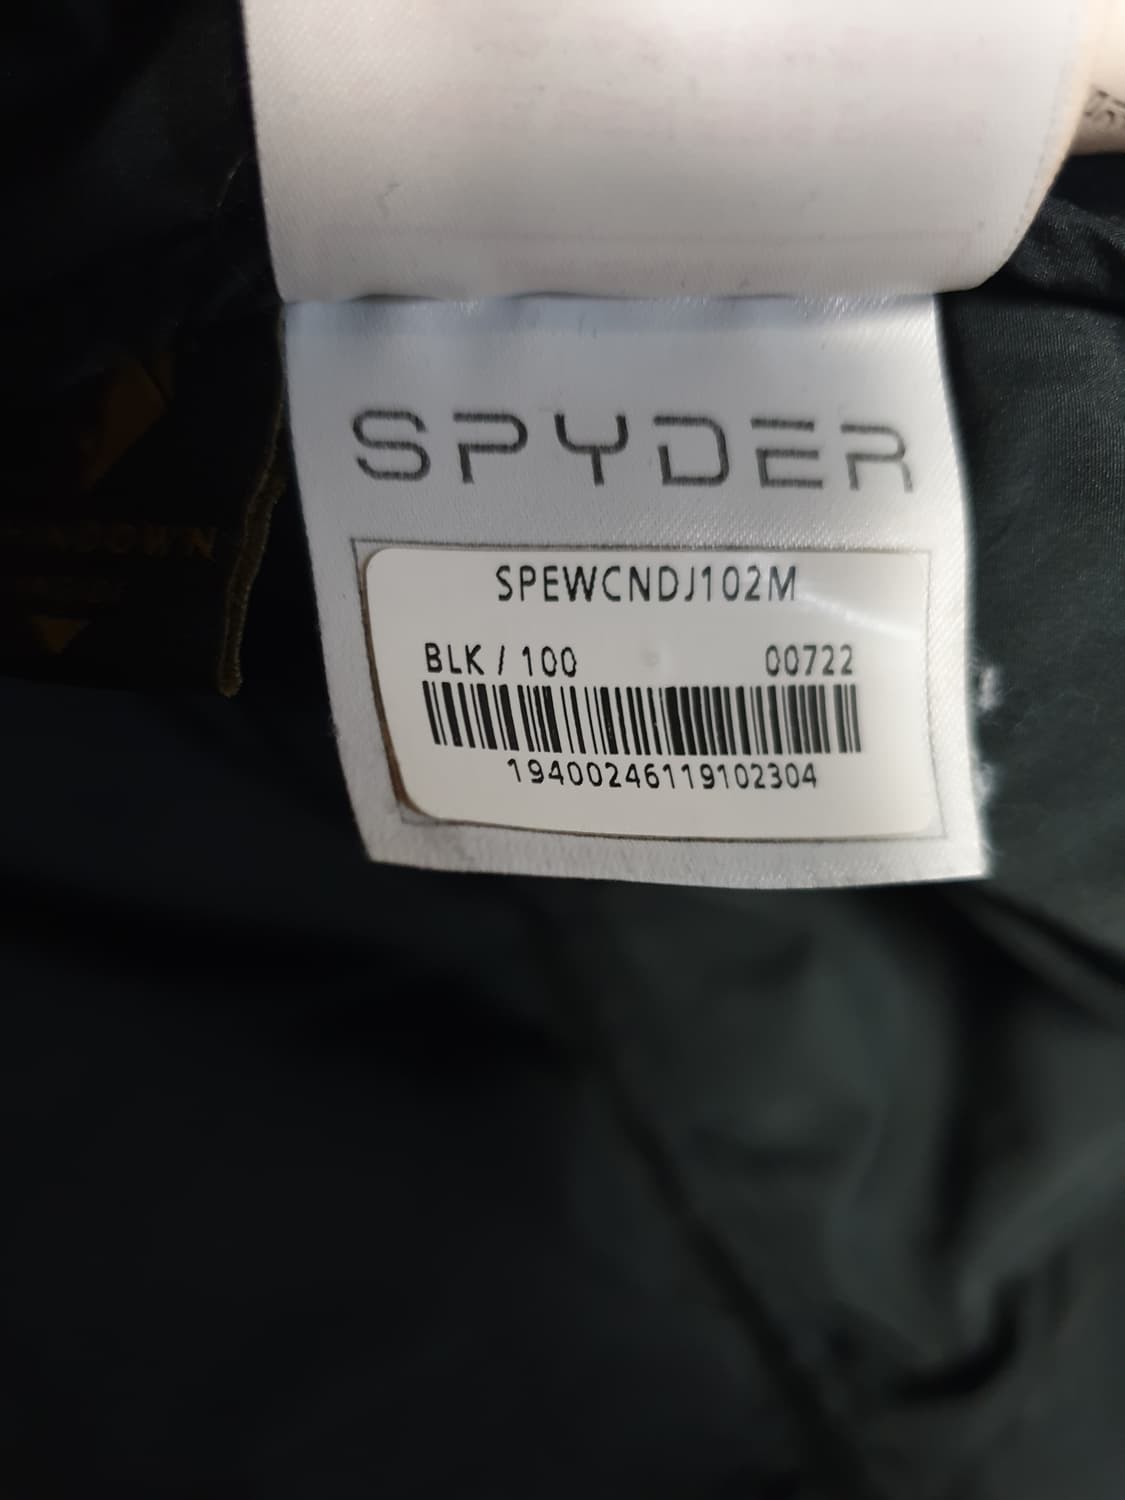 SPYDER
SPEWCNDJ102M
BLK / 100 00722
19400246119102304